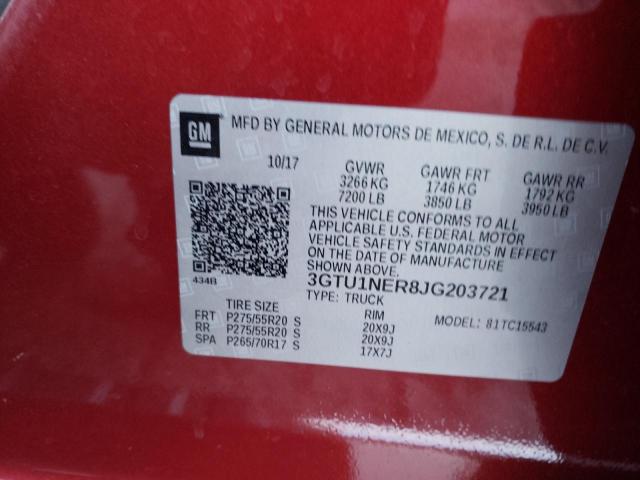 GM
MFD BY GENERAL MOTORS DE MEXICO, S. DE R.L. DE C.V.
10/17 GVWR GAWR FRT GAWR RR
3266 KG 1746 KG 1792 KG
7200 LB 3850 LB 3950 LB
THIS VEHICLE CONFORMS TO ALL
APPLICABLE U.S. FEDERAL MOTOR
VEHICLE SAFETY STANDARDS IN EFFECT
ON THE DATE OF MANUFACTURE
SHOWN ABOVE.
434B
3GTU1NER8JG203721
TYPE: TRUCK
TIRE SIZE RIM MODEL: 81TC15543
FRT P275/55R20 S 20X9J
RR P275/55R20 S 20X9J
SPA P265/70R17 S 17X7J